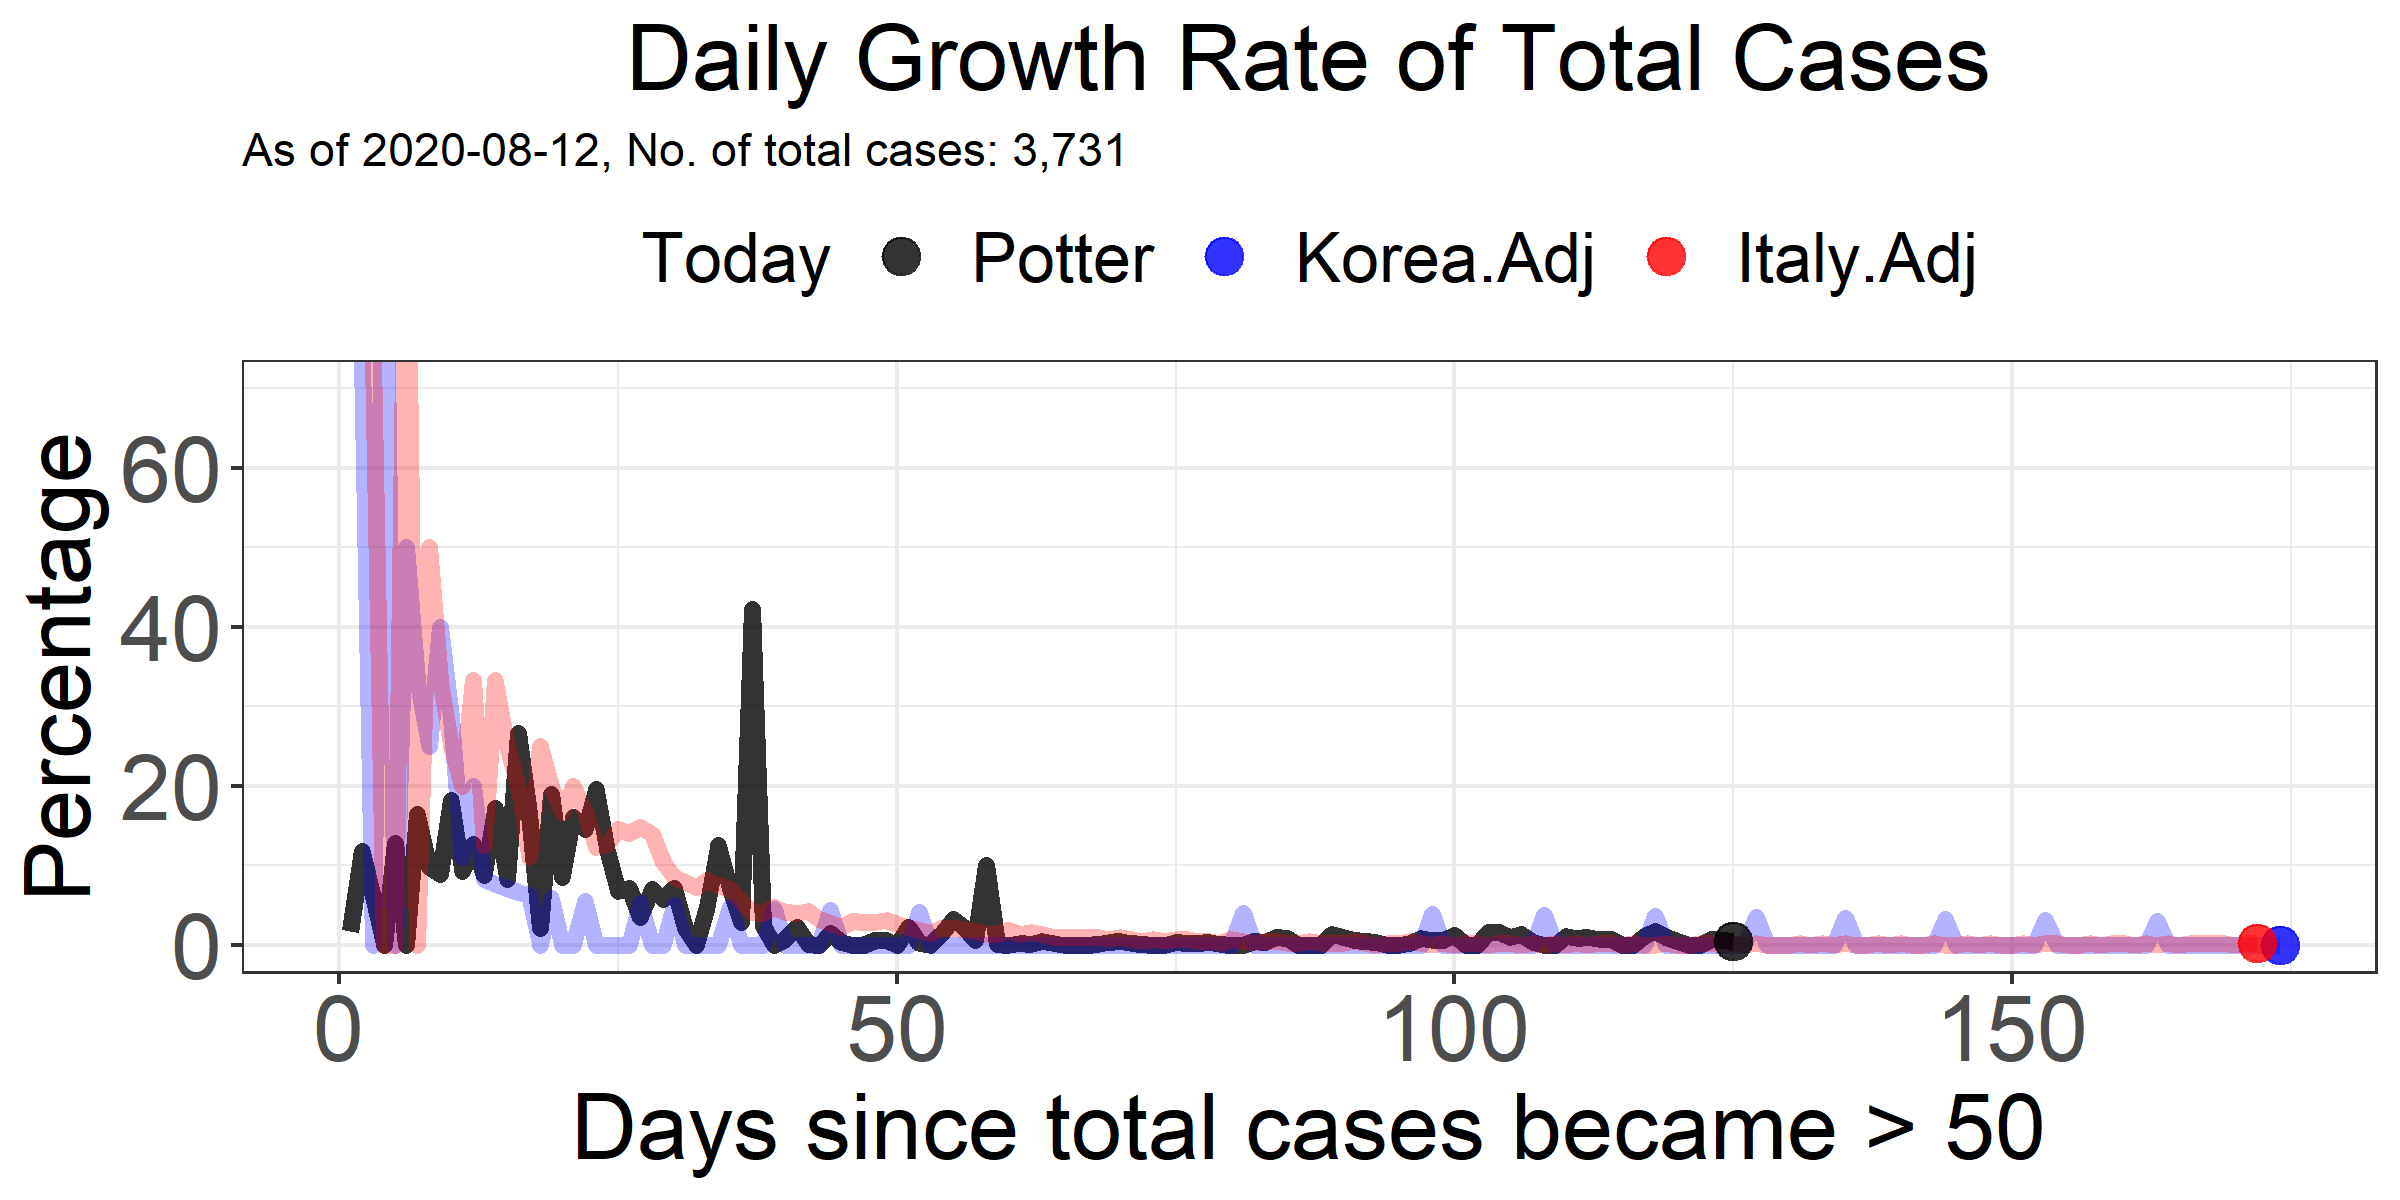 Daily Growth Rate of Total Cases
As of 2020-08-12, No. of total cases: 3,731
Today Potter Korea.Adj Italy.Adj
Percentage
60
40
20
0
0 50 100 150
Days since total cases became > 50